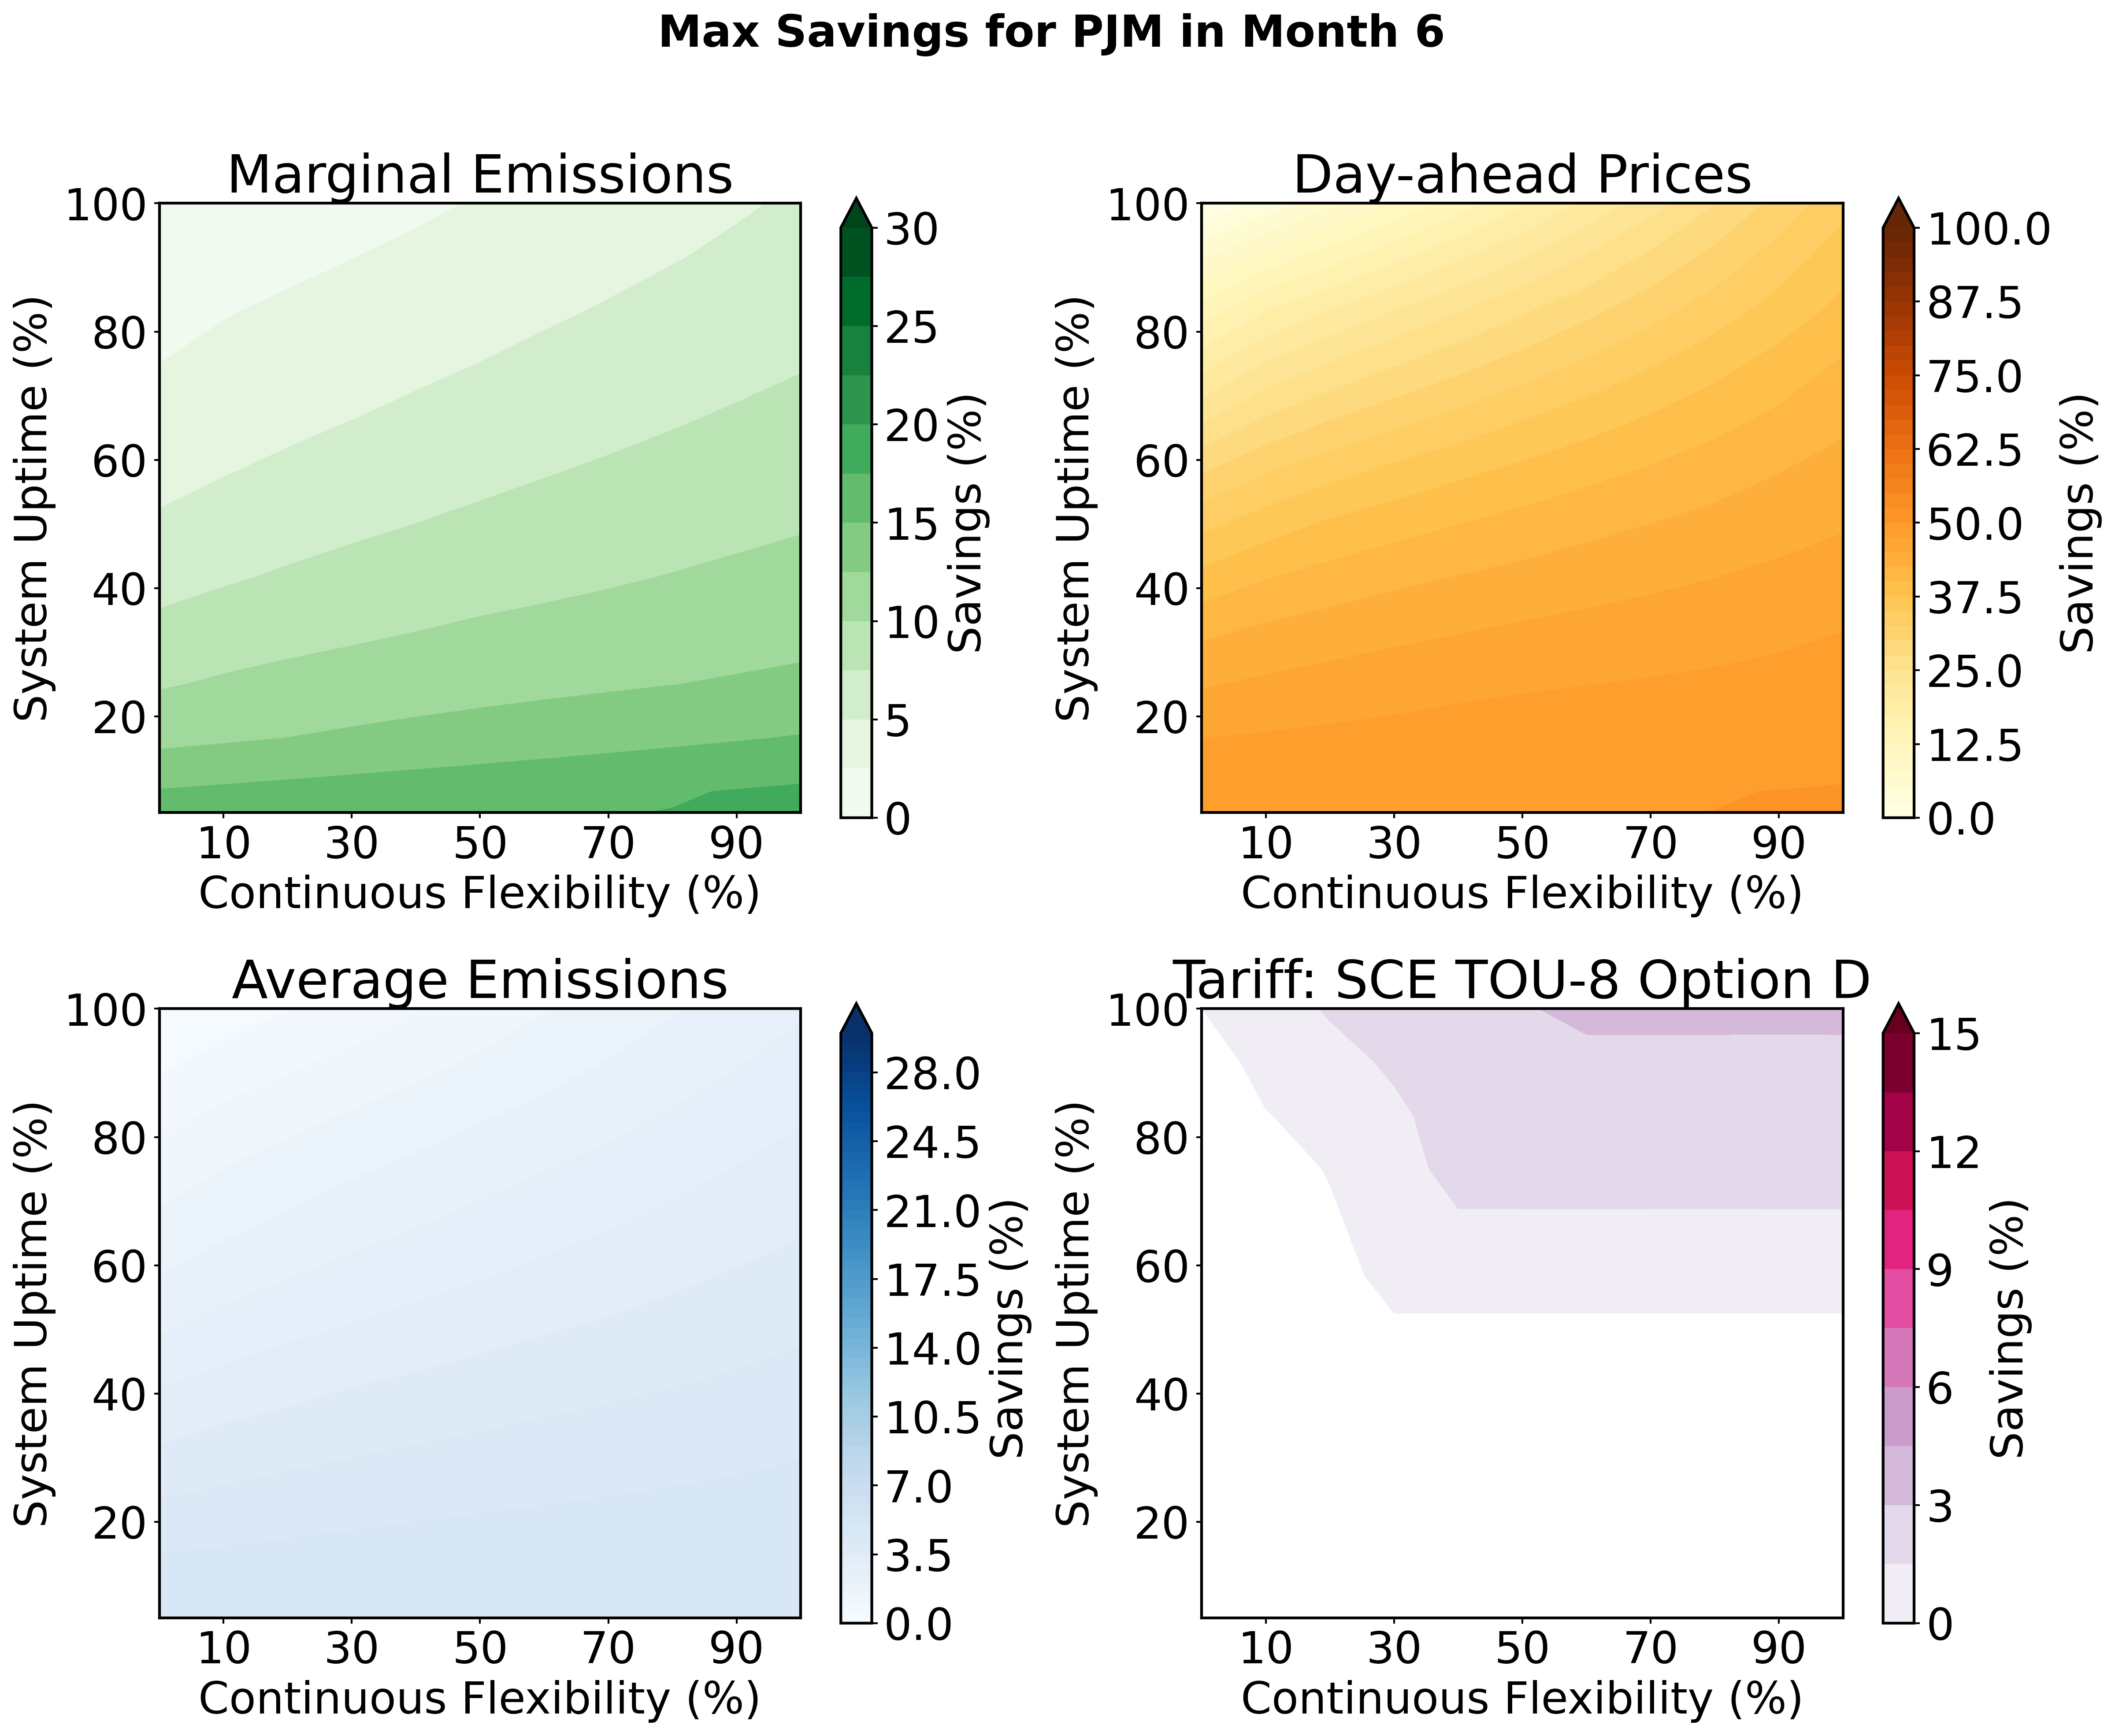 Max Savings for PJM in Month 6
Marginal Emissions
System Uptime (%)
100
80
60
40
20
10 30 50 70 90
Continuous Flexibility (%)
30
25
20
15
10
5
0
Savings (%)
Day-ahead Prices
System Uptime (%)
100
80
60
40
20
10 30 50 70 90
Continuous Flexibility (%)
100.0
87.5
75.0
62.5
50.0
37.5
25.0
12.5
0.0
Savings (%)
Average Emissions
System Uptime (%)
100
80
60
40
20
10 30 50 70 90
Continuous Flexibility (%)
28.0
24.5
21.0
17.5
14.0
10.5
7.0
3.5
0.0
Savings (%)
Tariff: SCE TOU-8 Option D
System Uptime (%)
100
80
60
40
20
10 30 50 70 90
Continuous Flexibility (%)
15
12
9
6
3
0
Savings (%)